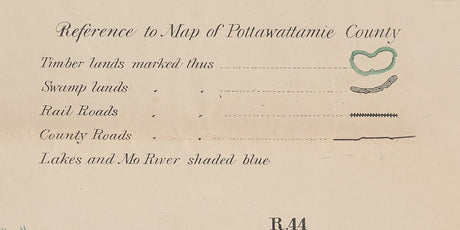 Reference to Map of Pottawattamie County
Timber lands marked thus
Swamp lands " "
Rail Roads " "
County Roads " "
Lakes and Mo River shaded blue
R.44